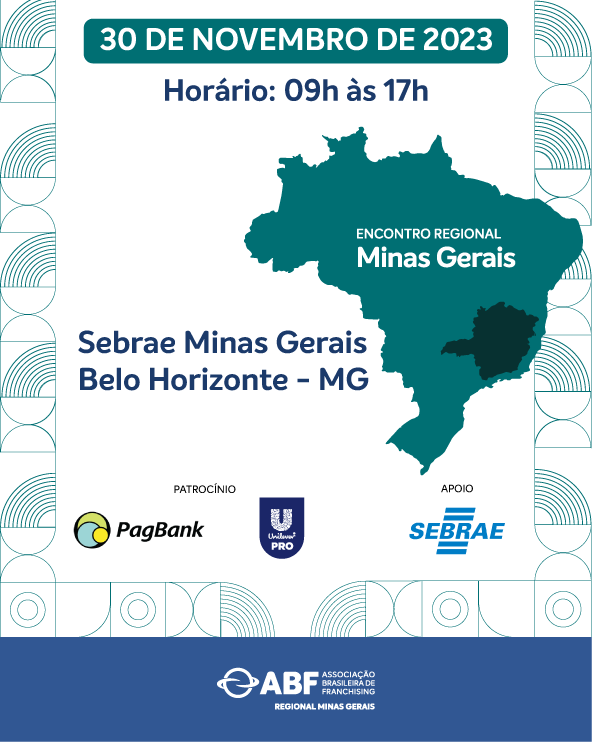 30 DE NOVEMBRO DE 2023
Horário: 09h às 17h
ENCONTRO REGIONAL
Minas Gerais
Sebrae Minas Gerais
Belo Horizonte - MG
PATROCÍNIO
APOIO
PagBank
U
Unilever
PRO
SEBRAE
ABF
ASSOCIAÇÃO
BRASILEIRA DE
FRANCHISING
REGIONAL MINAS GERAIS